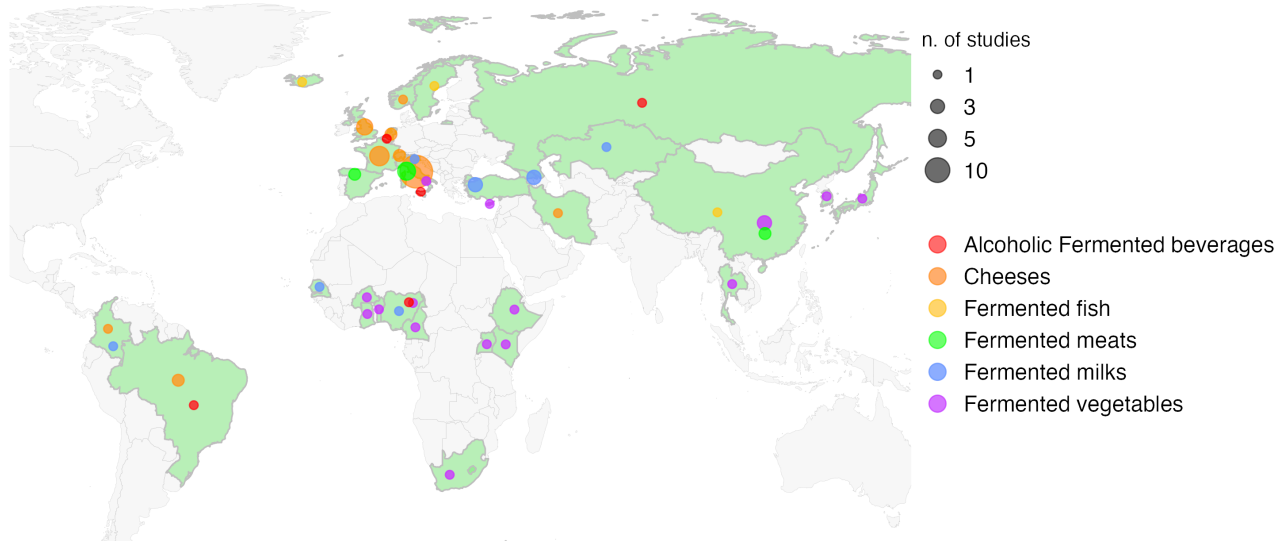 n. of studies
1
3
5
10
Alcoholic Fermented beverages
Cheeses
Fermented fish
Fermented meats
Fermented milks
Fermented vegetables